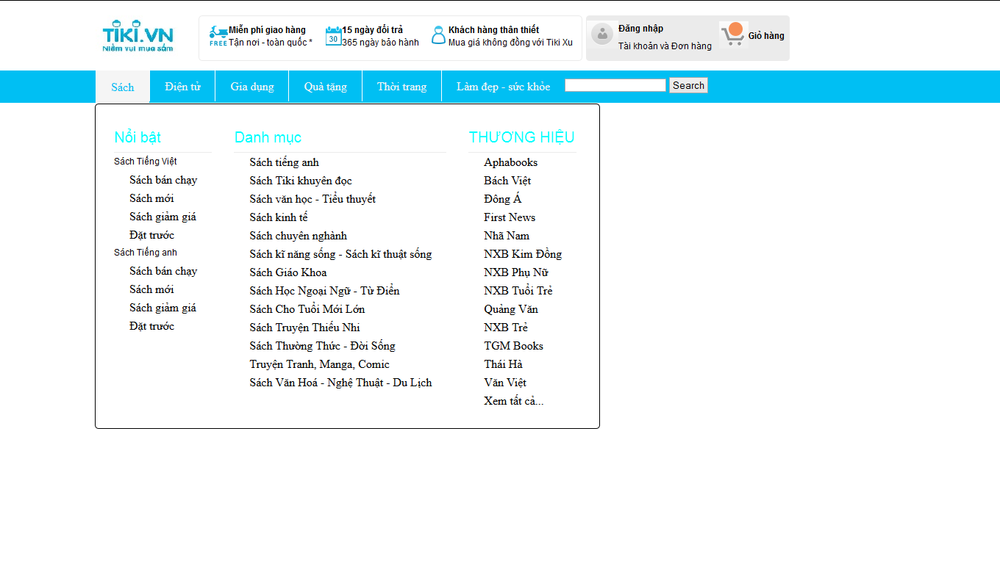 TIKI.VN
Niềm vui mua sắm
Miễn phí giao hàng
FREE Tận nơi - toàn quốc *
15 ngày đổi trả
30 365 ngày bảo hành
Khách hàng thân thiết
Mua giá không đồng với Tiki Xu
Đăng nhập
Tài khoản và Đơn hàng
Giỏ hàng
Sách Điện tử Gia dụng Quà tặng Thời trang Làm đẹp - sức khỏe Search
Nổi bật
Sách Tiếng Việt
Sách bán chạy
Sách mới
Sách giảm giá
Đặt trước
Sách Tiếng anh
Sách bán chạy
Sách mới
Sách giảm giá
Đặt trước
Danh mục
Sách tiếng anh
Sách Tiki khuyên đọc
Sách văn học - Tiểu thuyết
Sách kinh tế
Sách chuyên nghành
Sách kĩ năng sống - Sách kĩ thuật sống
Sách Giáo Khoa
Sách Học Ngoại Ngữ - Từ Điển
Sách Cho Tuổi Mới Lớn
Sách Truyện Thiếu Nhi
Sách Thường Thức - Đời Sống
Truyện Tranh, Manga, Comic
Sách Văn Hoá - Nghệ Thuật - Du Lịch
THƯƠNG HIỆU
Aphabooks
Bách Việt
Đông Á
First News
Nhã Nam
NXB Kim Đồng
NXB Phụ Nữ
NXB Tuổi Trẻ
Quảng Văn
NXB Trẻ
TGM Books
Thái Hà
Văn Việt
Xem tất cả...